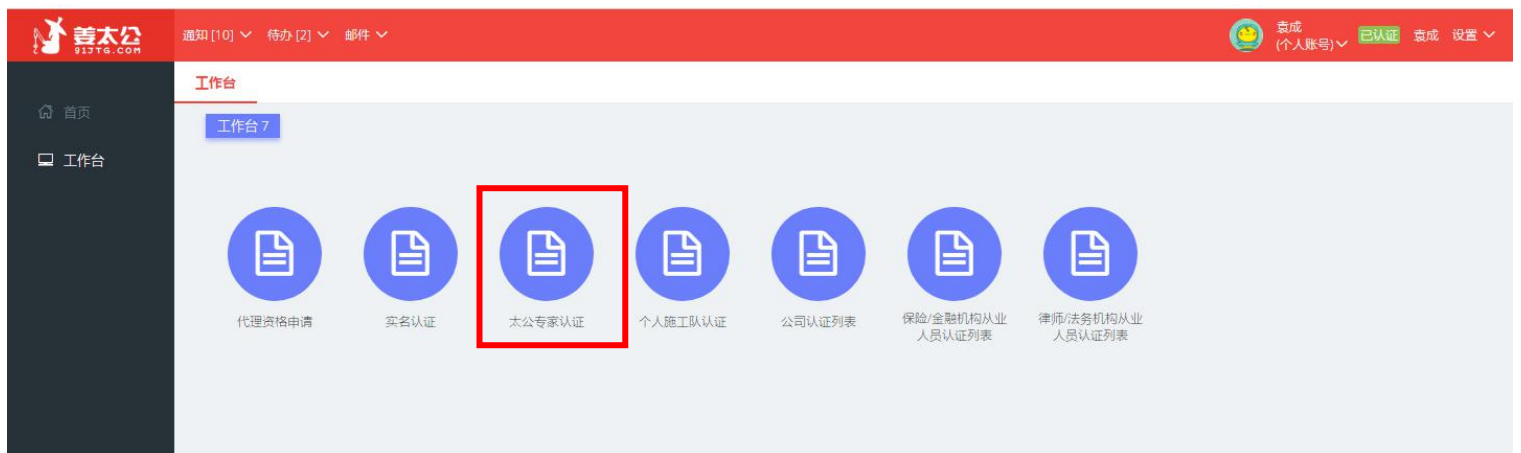 姜太公
91JTG.COM
通知 [10] 待办 [2] 邮件
袁成
(个人账号)
已认证 袁成 设置
首页
工作台
工作台
工作台 7
代理资格申请
实名认证
太公专家认证
个人施工队认证
公司认证列表
保险/金融机构从业
人员认证列表
律师/法务机构从业
人员认证列表